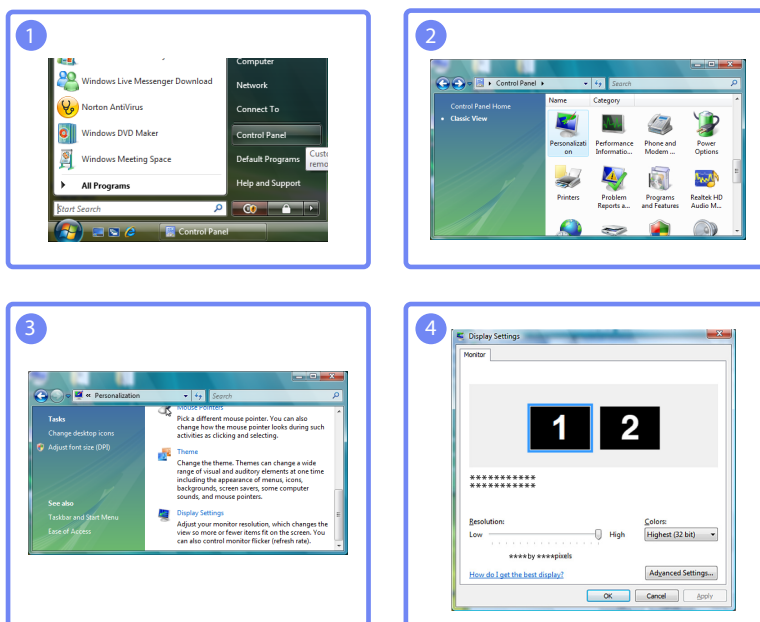 1
Windows Live Messenger Download
Norton AntiVirus
Windows DVD Maker
Windows Meeting Space
All Programs
Start Search
Computer
Network
Connect To
Control Panel
Default Programs
Help and Support
Control Panel
2
Control Panel
Search
Control Panel Home
Classic View
Name Category
Personalizati
on
Performance
Informatio...
Phone and
Modem ...
Power
Options
Printers
Problem
Reports a...
Programs
and Features
Realtek HD
Audio M...
3
« Personalization
Search
Tasks
Change desktop icons
Adjust font size (DPI)
See also
Taskbar and Start Menu
Ease of Access
Mouse Pointers
Pick a different mouse pointer. You can also
change how the mouse pointer looks during such
activities as clicking and selecting.
Theme
Change the theme. Themes can change a wide
range of visual and auditory elements at one time
including the appearance of menus, icons,
backgrounds, screen savers, some computer
sounds, and mouse pointers.
Display Settings
Adjust your monitor resolution, which changes the
view so more or fewer items fit on the screen. You
can also control monitor flicker (refresh rate).
4
Display Settings
Monitor
1 2
***********
***********
Resolution:
Low High
****by ****pixels
Colors:
Highest (32 bit)
How do I get the best display?
Advanced Settings...
OK Cancel Apply